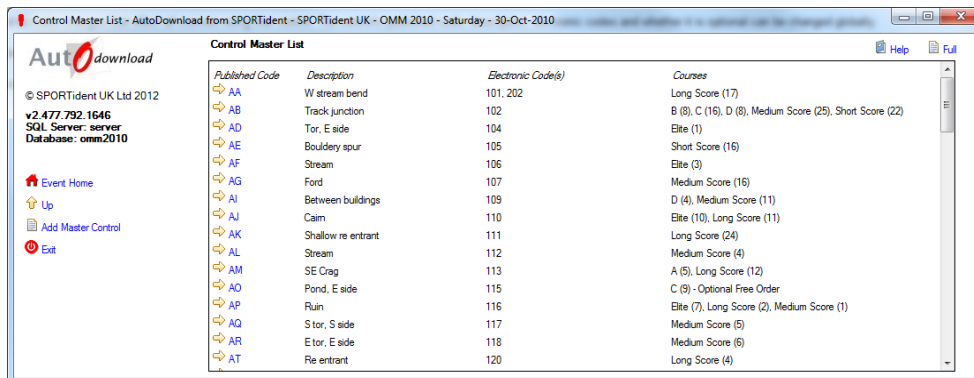 Control Master List - AutoDownload from SPORTident - SPORTident UK - OMM 2010 - Saturday - 30-Oct-2010
Auto download
Control Master List
Help
Full
© SPORTident UK Ltd 2012
v2.477.792.1646
SQL Server: server
Database: omm2010
Event Home
Up
Add Master Control
Exit
Published Code Description Electronic Code(s) Courses
AA W stream bend 101, 202 Long Score (17)
AB Track junction 102 B (8), C (16), D (8), Medium Score (25), Short Score (22)
AD Tor, E side 104 Elite (1)
AE Bouldery spur 105 Short Score (16)
AF Stream 106 Elite (3)
AG Ford 107 Medium Score (16)
AI Between buildings 109 D (4), Medium Score (11)
AJ Cairn 110 Elite (10), Long Score (11)
AK Shallow re entrant 111 Long Score (24)
AL Stream 112 Medium Score (4)
AM SE Crag 113 A (5), Long Score (12)
AO Pond, E side 115 C (9) - Optional Free Order
AP Ruin 116 Elite (7), Long Score (2), Medium Score (1)
AQ S tor, S side 117 Medium Score (5)
AR E tor, E side 118 Medium Score (6)
AT Re entrant 120 Long Score (4)